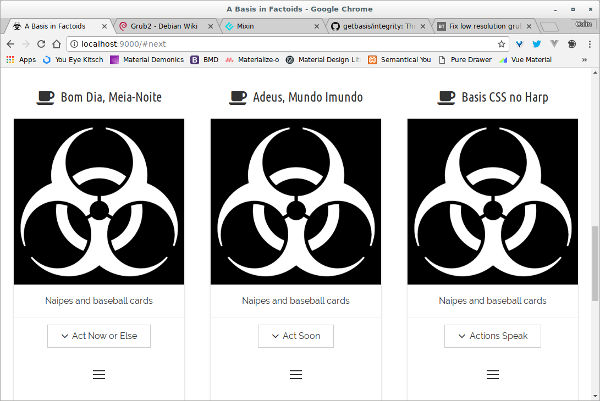 A Basis in Factoids - Google Chrome
A Basis in Factoids
Grub2 - Debian Wiki
Mixin
getbasis/integrity: Th
Fix low resolution gru
Colin
localhost:9000/#next
Apps
You Eye Kitsch
Material Demonics
BMD
Materialize-o
Material Design Lit
Semantical You
Pure Drawer
Vue Material
»
Bom Dia, Meia-Noite
Adeus, Mundo Imundo
Basis CSS no Harp
Naipes and baseball cards
Naipes and baseball cards
Naipes and baseball cards
Act Now or Else
Act Soon
Actions Speak